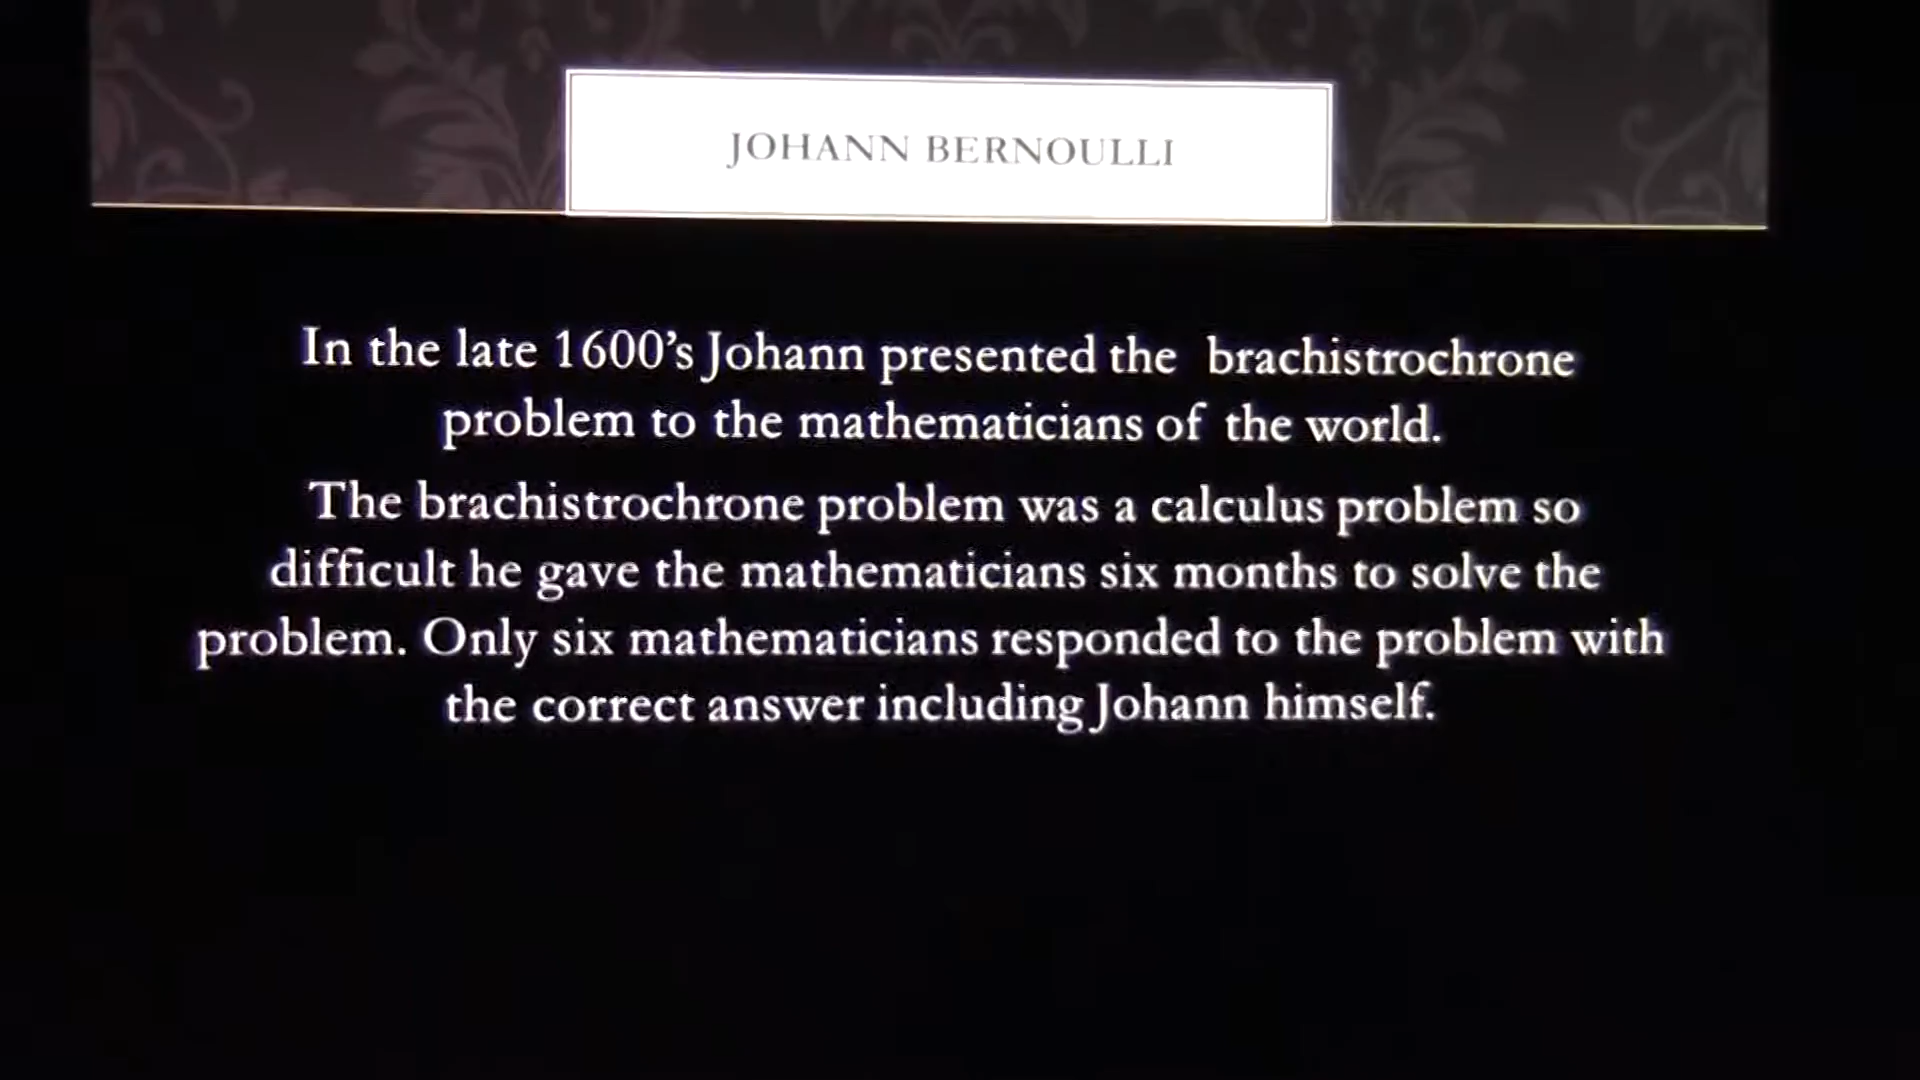 JOHANN BERNOULLI
In the late 1600's Johann presented the brachistrochrone
problem to the mathematicians of the world.
The brachistrochrone problem was a calculus problem so
difficult he gave the mathematicians six months to solve the
problem. Only six mathematicians responded to the problem with
the correct answer including Johann himself.